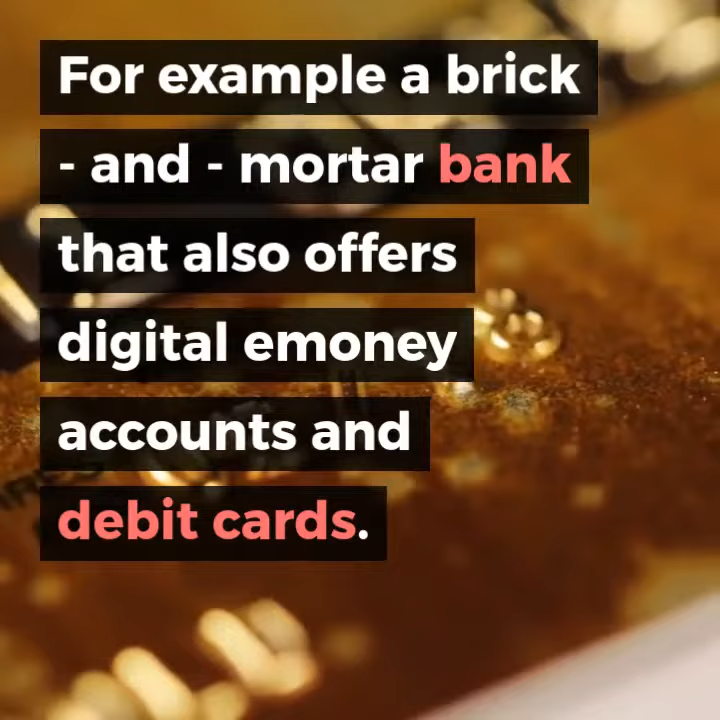 For example a brick
- and - mortar bank
that also offers
digital emoney
accounts and
debit cards.